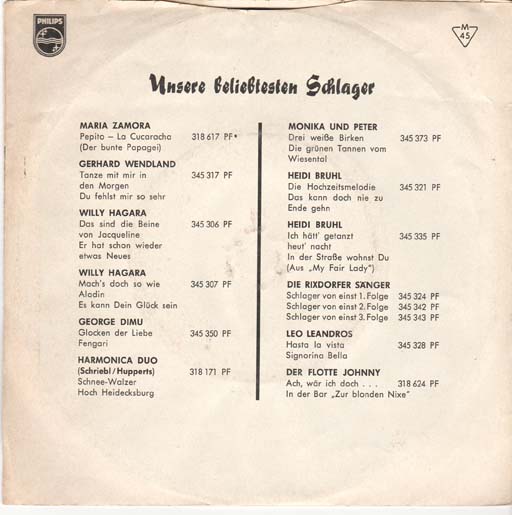 PHILIPS
M
45
Unsere beliebtesten Schlager
MARIA ZAMORA
Pepito – La Cucaracha 318 617 PF*
(Der bunte Papagei)
GERHARD WENDLAND
Tanze mit mir in 345 317 PF
den Morgen
Du fehlst mir so sehr
WILLY HAGARA
Das sind die Beine 345 306 PF
von Jacqueline
Er hat schon wieder
etwas Neues
WILLY HAGARA
Mach's doch so wie 345 307 PF
Aladin
Es kann Dein Glück sein
GEORGE DIMU
Glocken der Liebe 345 350 PF
Fengari
HARMONICA DUO
(Schriebl/Hupperts) 318 171 PF
Schnee-Walzer
Hoch Heidecksburg
MONIKA UND PETER
Drei weiße Birken 345 373 PF
Die grünen Tannen vom
Wiesental
HEIDI BRUHL
Die Hochzeitsmelodie 345 321 PF
Das kann doch nie zu
Ende gehn
HEIDI BRUHL
Ich hätt' getanzt 345 335 PF
heut' nacht
In der Straße wohnst Du
(Aus „My Fair Lady")
DIE RIXDORFER SÄNGER
Schlager von einst 1. Folge 345 324 PF
Schlager von einst 2. Folge 345 342 PF
Schlager von einst 3. Folge 345 343 PF
LEO LEANDROS
Hasta la vista 345 328 PF
Signorina Bella
DER FLOTTE JOHNNY
Ach, wär ich doch . . . 318 624 PF
In der Bar „Zur blonden Nixe"